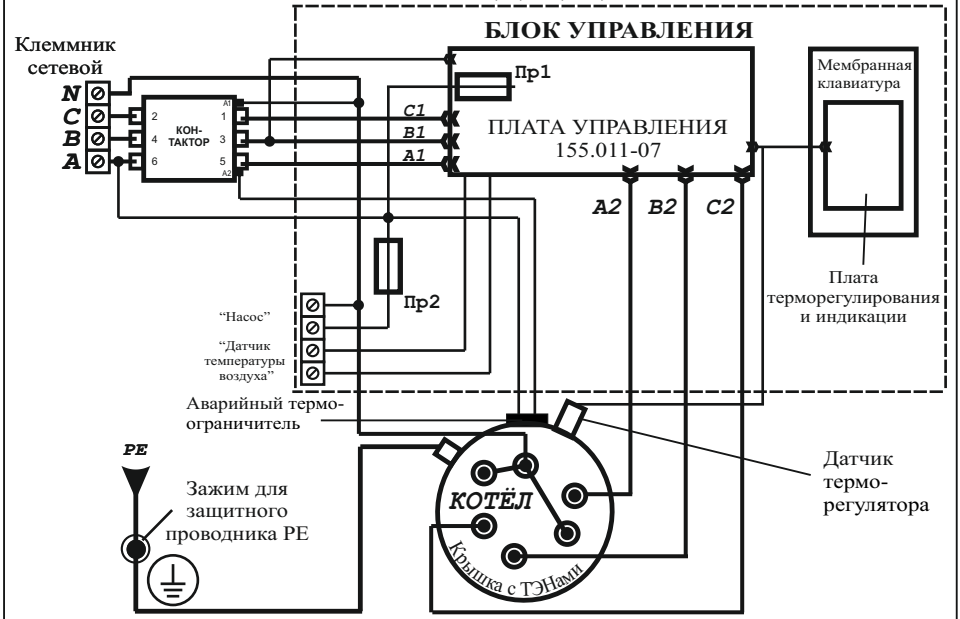 БЛОК УПРАВЛЕНИЯ
Клеммник
сетевой
N
C
B
A
A1
2
1
4
КОН-
ТАКТОР
3
6
5
A2
C1
B1
A1
Пр1
ПЛАТА УПРАВЛЕНИЯ
155.011-07
A2
B2
C2
Мембранная
клавиатура
Плата
терморегулирования
и индикации
Пр2
“Насос”
“Датчик
температуры
воздуха”
Аварийный термо-
ограничитель
PE
Зажим для
защитного
проводника PE
КОТЁЛ
Крышка с ТЭНами
Датчик
термо-
регулятора